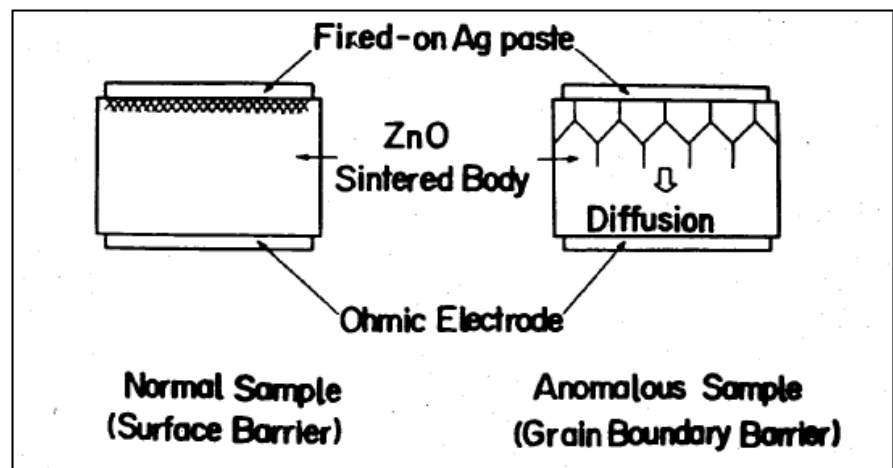 Fired-on Ag paste
ZnO
Sintered Body
Diffusion
Ohmic Electrode
Normal Sample
(Surface Barrier)
Anomalous Sample
(Grain Boundary Barrier)